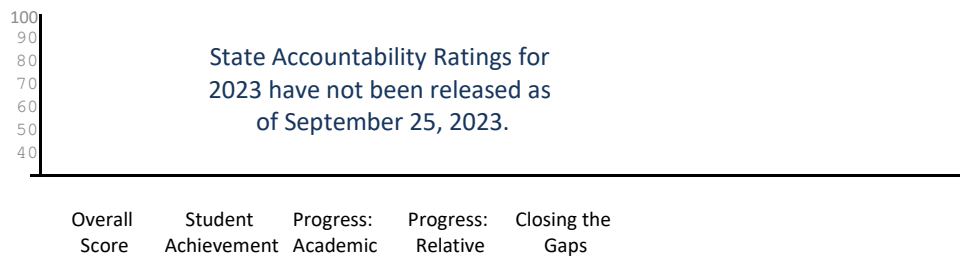 100
90
80
70
60
50
40
State Accountability Ratings for
2023 have not been released as
of September 25, 2023.
Overall Score
Student Achievement
Progress: Academic
Progress: Relative
Closing the Gaps